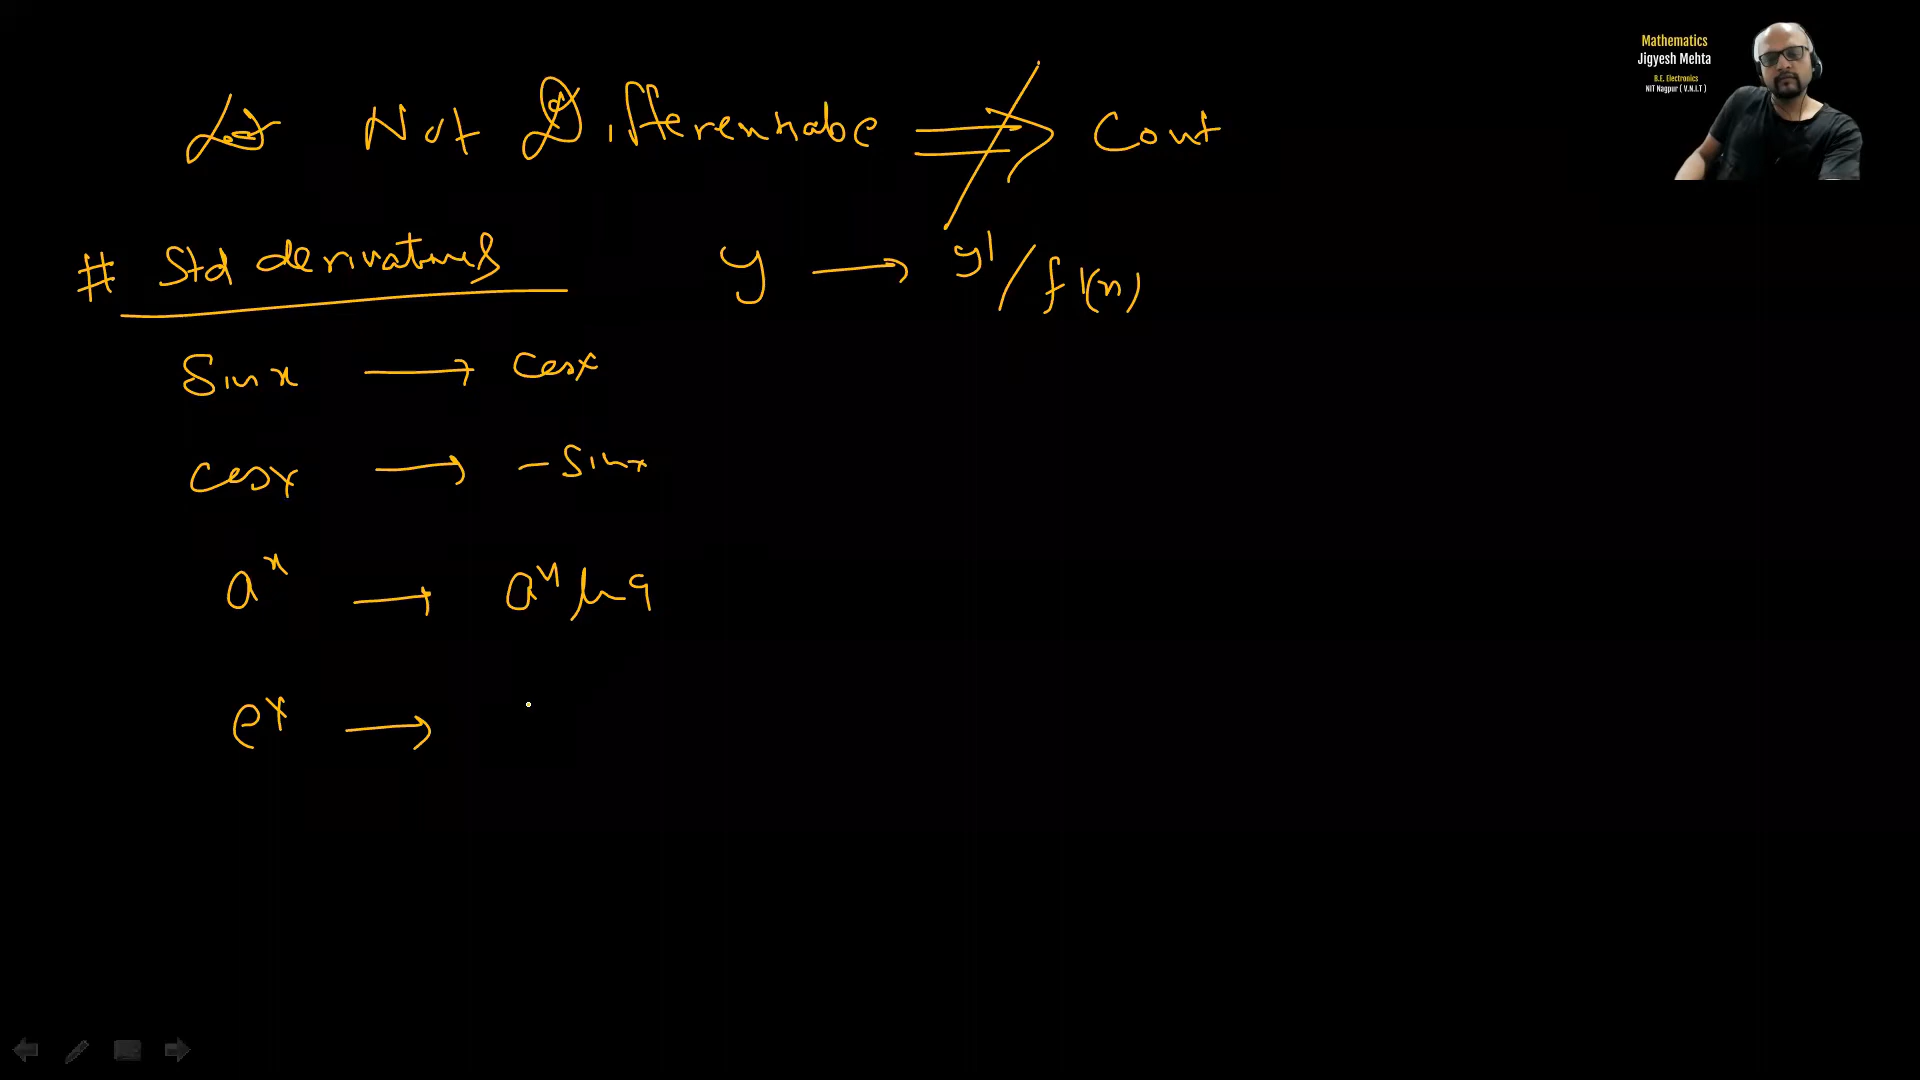 Mathematics
Jigyesh Mehta
B.E. Electronics
NIT Nagpur ( V.N.I.T )
Not Differentiable ⇏ Cont
# Std derivatives y → y' / f'(x)
Sin x → cos x
cos x → - Sin x
a^x → a^x ln a
e^x →